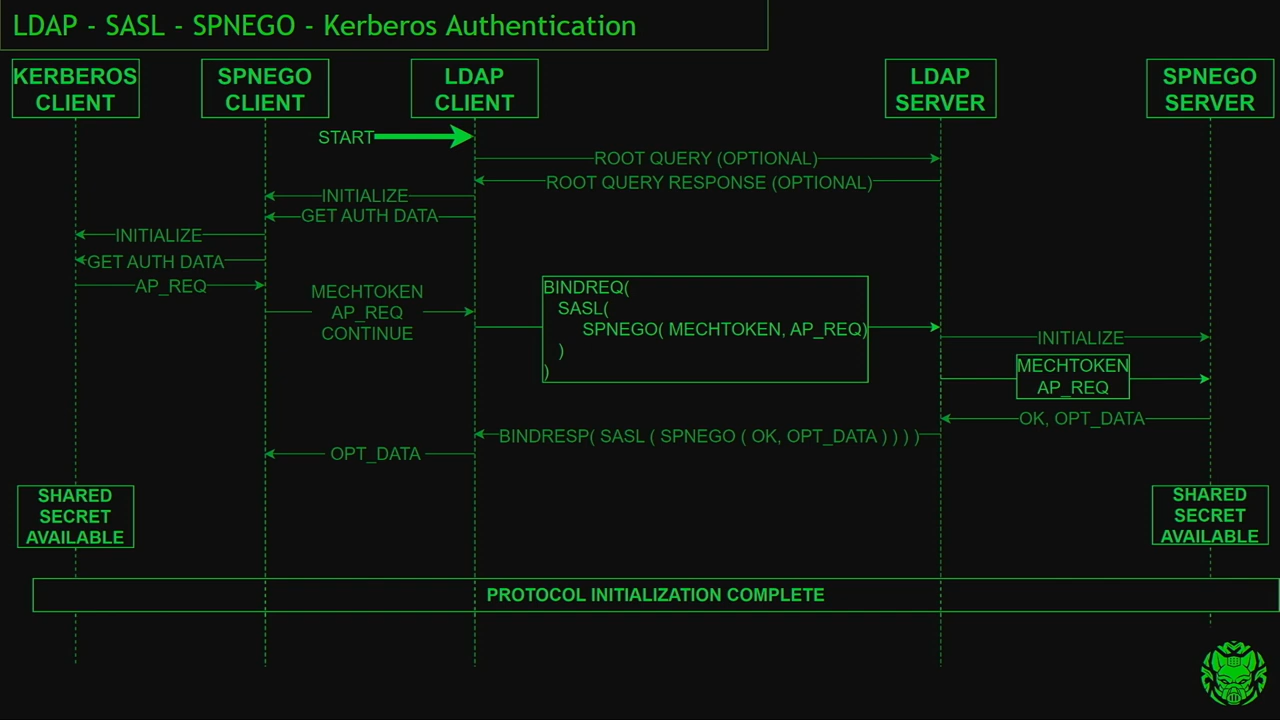 LDAP - SASL - SPNEGO - Kerberos Authentication
KERBEROS
CLIENT
SPNEGO
CLIENT
LDAP
CLIENT
LDAP
SERVER
SPNEGO
SERVER
START
ROOT QUERY (OPTIONAL)
ROOT QUERY RESPONSE (OPTIONAL)
INITIALIZE
GET AUTH DATA
INITIALIZE
GET AUTH DATA
AP_REQ
MECHTOKEN
AP_REQ
CONTINUE
BINDREQ(
SASL(
SPNEGO( MECHTOKEN, AP_REQ)
)
)
INITIALIZE
MECHTOKEN
AP_REQ
OK, OPT_DATA
BINDRESP( SASL ( SPNEGO ( OK, OPT_DATA ) ) ) )
OPT_DATA
SHARED
SECRET
AVAILABLE
SHARED
SECRET
AVAILABLE
PROTOCOL INITIALIZATION COMPLETE